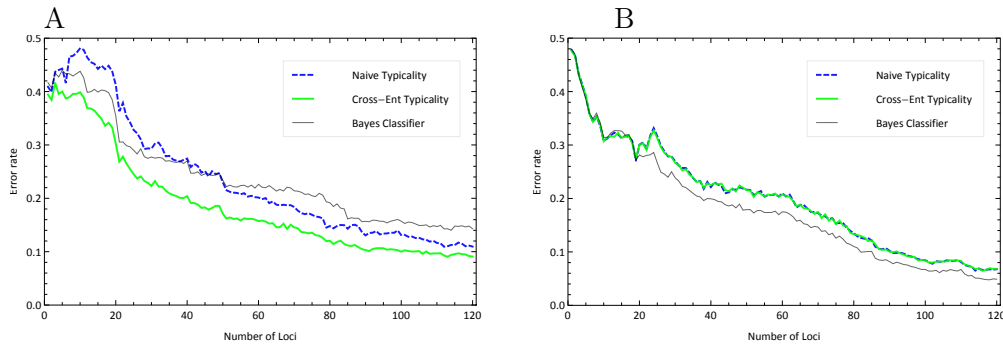 A
0.5
0.4
0.3
0.2
0.1
0.0
Error rate
0
20
40
60
80
100
120
Number of Loci
Naive Typicality
Cross−Ent Typicality
Bayes Classifier
B
0.5
0.4
0.3
0.2
0.1
0.0
Error rate
0
20
40
60
80
100
120
Number of Loci
Naive Typicality
Cross−Ent Typicality
Bayes Classifier